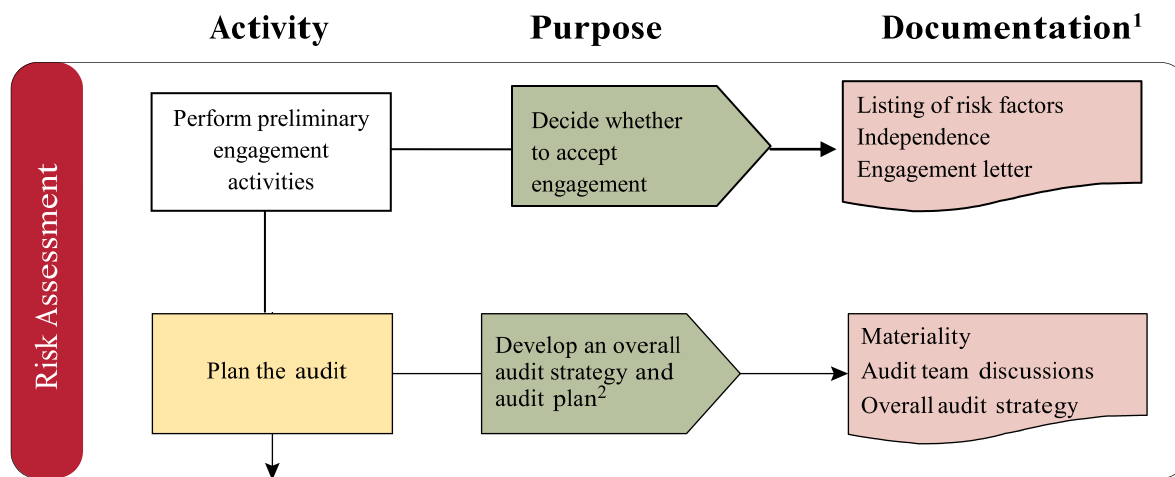 Activity
Purpose
Documentation¹
Risk Assessment
Perform preliminary
engagement
activities
Decide whether
to accept
engagement
Listing of risk factors
Independence
Engagement letter
Plan the audit
Develop an overall
audit strategy and
audit plan²
Materiality
Audit team discussions
Overall audit strategy